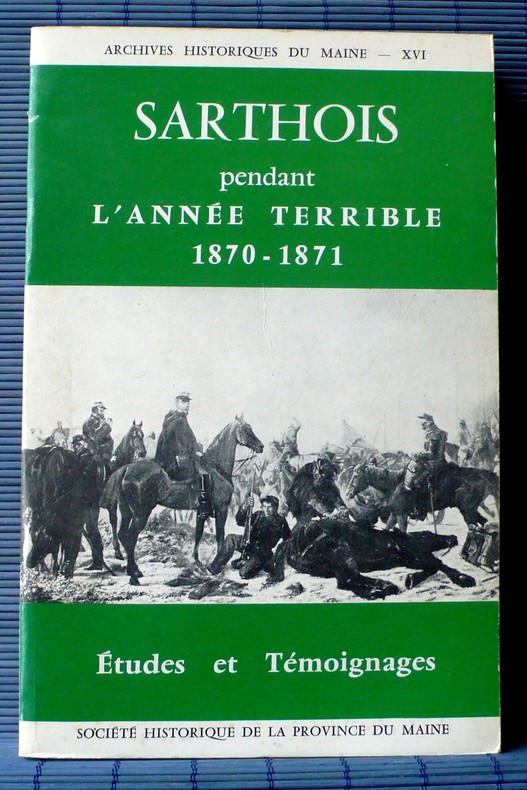 ARCHIVES HISTORIQUES DU MAINE — XVI
SARTHOIS
pendant
L'ANNÉE TERRIBLE
1870-1871
Études et Témoignages
SOCIÉTÉ HISTORIQUE DE LA PROVINCE DU MAINE